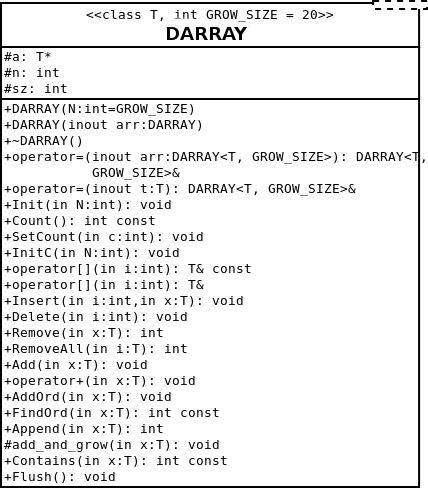 <<class T, int GROW_SIZE = 20>>
DARRAY
#a: T*
#n: int
#sz: int
+DARRAY(N:int=GROW_SIZE)
+DARRAY(inout arr:DARRAY)
+~DARRAY()
+operator=(inout arr:DARRAY<T, GROW_SIZE>): DARRAY<T,
GROW_SIZE>&
+operator=(inout t:T): DARRAY<T, GROW_SIZE>&
+Init(in N:int): void
+Count(): int const
+SetCount(in c:int): void
+InitC(in N:int): void
+operator[](in i:int): T& const
+operator[](in i:int): T&
+Insert(in i:int,in x:T): void
+Delete(in i:int): void
+Remove(in x:T): int
+RemoveAll(in i:T): int
+Add(in x:T): void
+operator+(in x:T): void
+AddOrd(in x:T): void
+FindOrd(in x:T): int const
+Append(in x:T): int
#add_and_grow(in x:T): void
+Contains(in x:T): int const
+Flush(): void